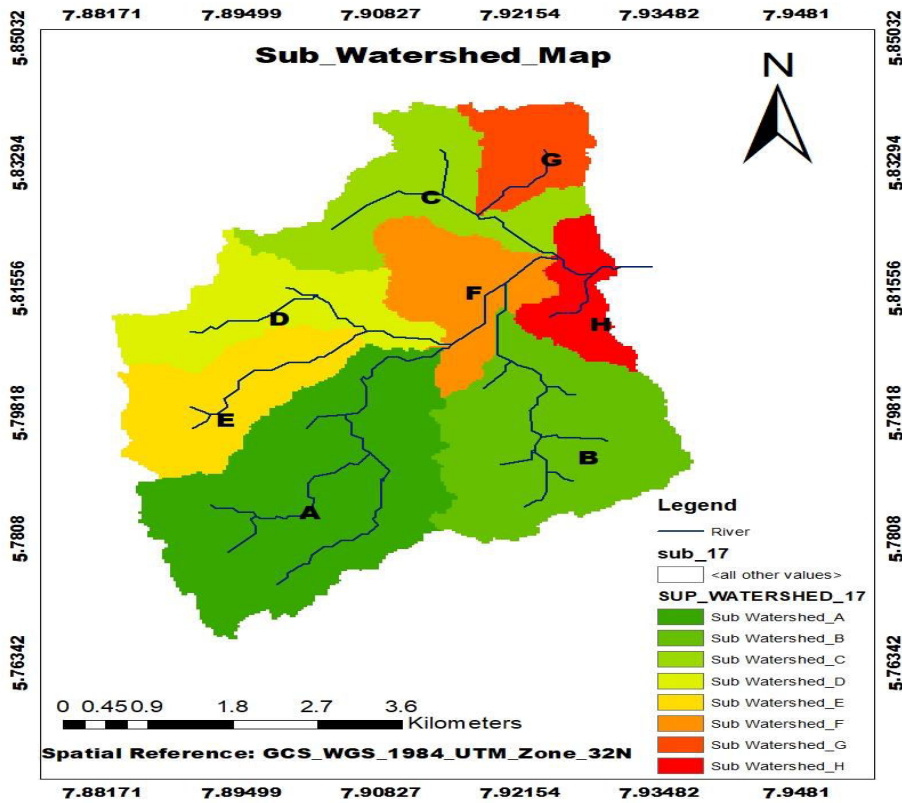 7.88171 7.89499 7.90827 7.92154 7.93482 7.9481
5.85032 5.85032
Sub_Watershed_Map
N
5.83294 5.83294
G
C
5.81556 5.81556
F
D
H
5.79818 5.79818
E
B
Legend
A
River
5.7808 5.7808
sub_17
<all other values>
SUP_WATERSHED_17
Sub Watershed_A
Sub Watershed_B
5.76342 5.76342
Sub Watershed_C
Sub Watershed_D
Sub Watershed_E
0 0.45 0.9 1.8 2.7 3.6
Kilometers
Sub Watershed_F
Sub Watershed_G
Spatial Reference: GCS_WGS_1984_UTM_Zone_32N
Sub Watershed_H
7.88171 7.89499 7.90827 7.92154 7.93482 7.9481